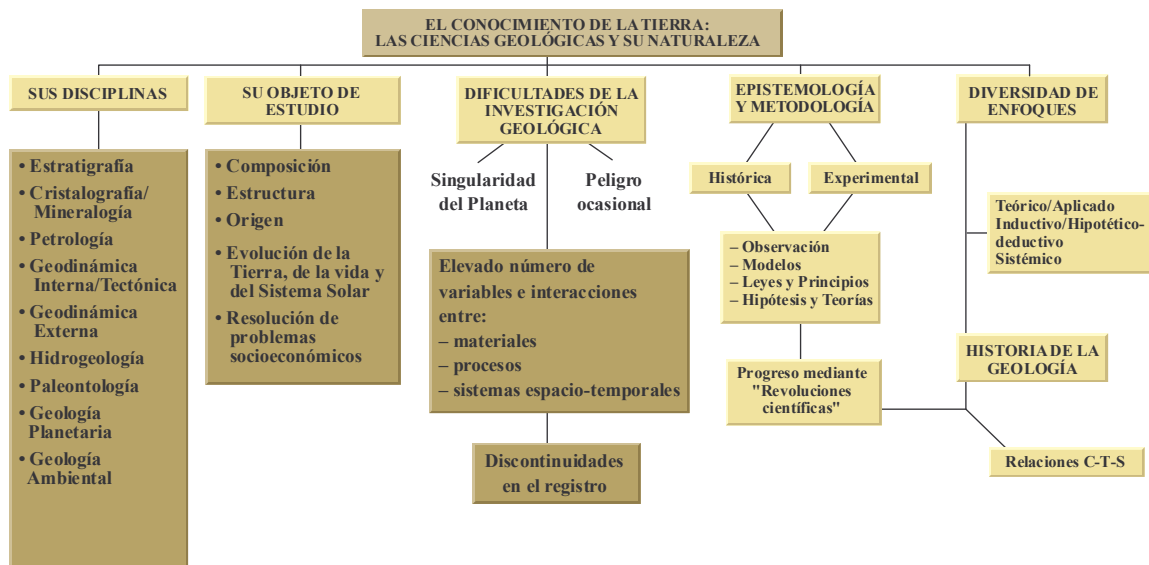 EL CONOCIMIENTO DE LA TIERRA:
LAS CIENCIAS GEOLÓGICAS Y SU NATURALEZA
SUS DISCIPLINAS
• Estratigrafía
• Cristalografía/
Mineralogía
• Petrología
• Geodinámica
Interna/Tectónica
• Geodinámica
Externa
• Hidrogeología
• Paleontología
• Geología
Planetaria
• Geología
Ambiental
SU OBJETO DE
ESTUDIO
• Composición
• Estructura
• Origen
• Evolución de la
Tierra, de la vida y
del Sistema Solar
• Resolución de
problemas
socioeconómicos
DIFICULTADES DE LA
INVESTIGACIÓN
GEOLÓGICA
Singularidad
del Planeta
Peligro
ocasional
Elevado número de
variables e interacciones
entre:
– materiales
– procesos
– sistemas espacio-temporales
Discontinuidades
en el registro
EPISTEMOLOGÍA
Y METODOLOGÍA
Histórica
Experimental
– Observación
– Modelos
– Leyes y Principios
– Hipótesis y Teorías
Progreso mediante
"Revoluciones
científicas"
DIVERSIDAD DE
ENFOQUES
Teórico/Aplicado
Inductivo/Hipotético-
deductivo
Sistémico
HISTORIA DE LA
GEOLOGÍA
Relaciones C-T-S